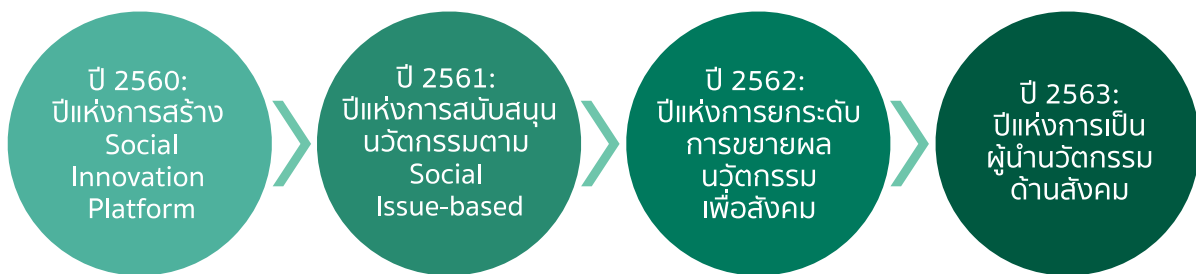 ปี 2560:
ปีแห่งการสร้าง
Social
Innovation
Platform
ปี 2561:
ปีแห่งการสนับสนุน
นวัตกรรมตาม
Social
Issue-based
ปี 2562:
ปีแห่งการยกระดับ
การขยายผล
นวัตกรรม
เพื่อสังคม
ปี 2563:
ปีแห่งการเป็น
ผู้นำนวัตกรรม
ด้านสังคม